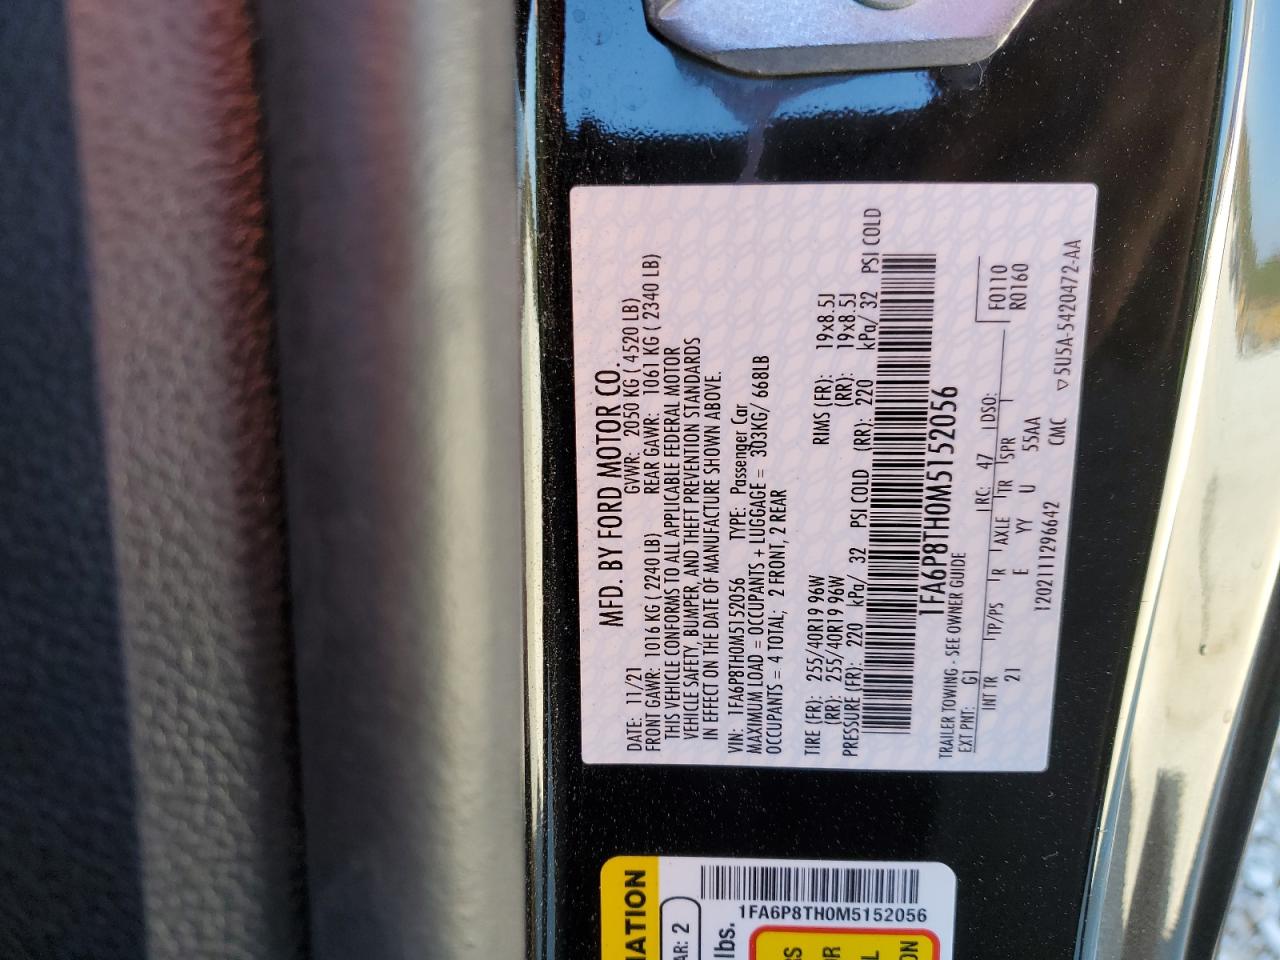 MFD. BY FORD MOTOR CO.
DATE: 11/21 GVWR: 2050 KG ( 4520 LB)
FRONT GAWR: 1016 KG ( 2240 LB) REAR GAWR: 1061 KG ( 2340 LB)
THIS VEHICLE CONFORMS TO ALL APPLICABLE FEDERAL MOTOR
VEHICLE SAFETY, BUMPER, AND THEFT PREVENTION STANDARDS
IN EFFECT ON THE DATE OF MANUFACTURE SHOWN ABOVE.
VIN: 1FA6P8TH0M5152056 TYPE: Passenger Car
MAXIMUM LOAD = OCCUPANTS + LUGGAGE = 303KG/ 668LB
OCCUPANTS = 4 TOTAL; 2 FRONT, 2 REAR
TIRE (FR): 255/40R19 96W RIMS (FR): 19x8.5J
(RR): 255/40R19 96W (RR): 19x8.5J
PRESSURE (FR): 220 kPa/ 32 PSI COLD (RR): 220 kPa/ 32 PSI COLD
1FA6P8TH0M5152056
TRAILER TOWING - SEE OWNER GUIDE
EXT PNT: G1 RC: 47 DSO: F0110
INT TR TP/PS R AXLE TR SPR R0160
21 E YY U 55AA
12021111296642 CMC ▽5U5A-5420472-AA
MATION
AR: 2
1FA6P8TH0M5152056
lbs.